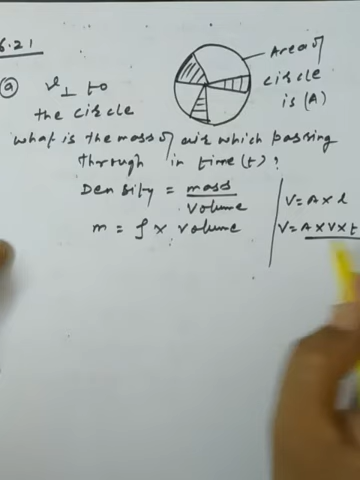 6.21
Area of
circle
is (A)
(a) v⊥ to
the circle
what is the mass of air which passing
through in time (t) ?
Density = mass / Volume
m = ρ × volume
V = A × l
V = A × V × t